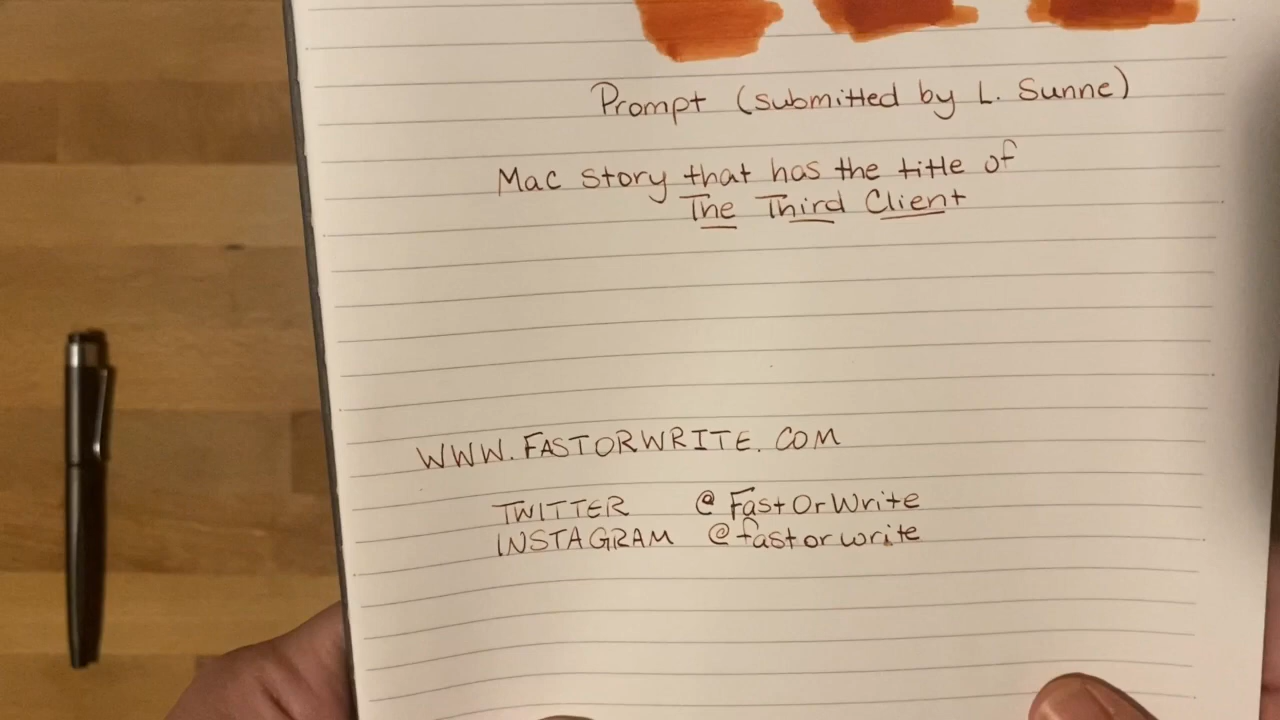 Prompt (submitted by L. Sunne)
Mac story that has the title of
The Third Client
WWW.FASTORWRITE.COM
TWITTER @FastOrWrite
INSTAGRAM @fastorwrite